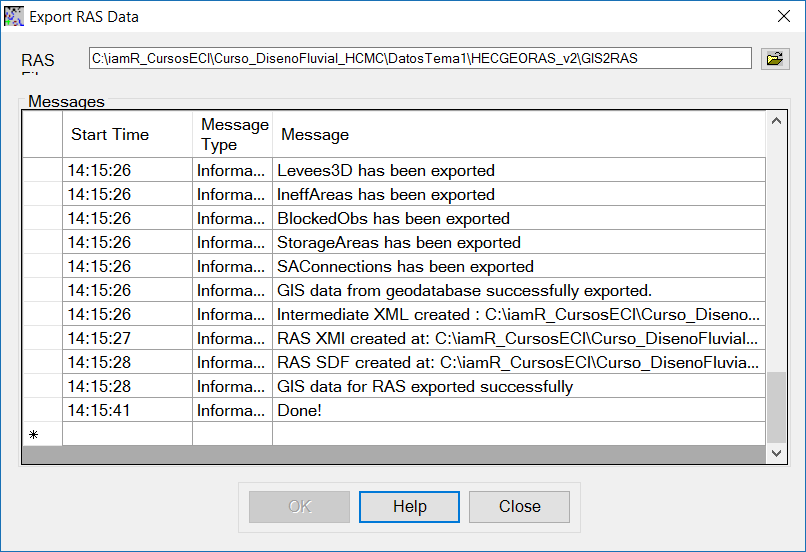 Export RAS Data
RAS
C:\iamR_CursosECI\Curso_DisenoFluvial_HCMC\DatosTema1\HECGEORAS_v2\GIS2RAS
Messages
Start Time Message Type Message
14:15:26 Informa... Levees3D has been exported
14:15:26 Informa... IneffAreas has been exported
14:15:26 Informa... BlockedObs has been exported
14:15:26 Informa... StorageAreas has been exported
14:15:26 Informa... SAConnections has been exported
14:15:26 Informa... GIS data from geodatabase successfully exported.
14:15:26 Informa... Intermediate XML created : C:\iamR_CursosECI\Curso_Diseno...
14:15:27 Informa... RAS XMl created at: C:\iamR_CursosECI\Curso_DisenoFluvial...
14:15:28 Informa... RAS SDF created at: C:\iamR_CursosECI\Curso_DisenoFluvia...
14:15:28 Informa... GIS data for RAS exported successfully
14:15:41 Informa... Done!
*
OK Help Close